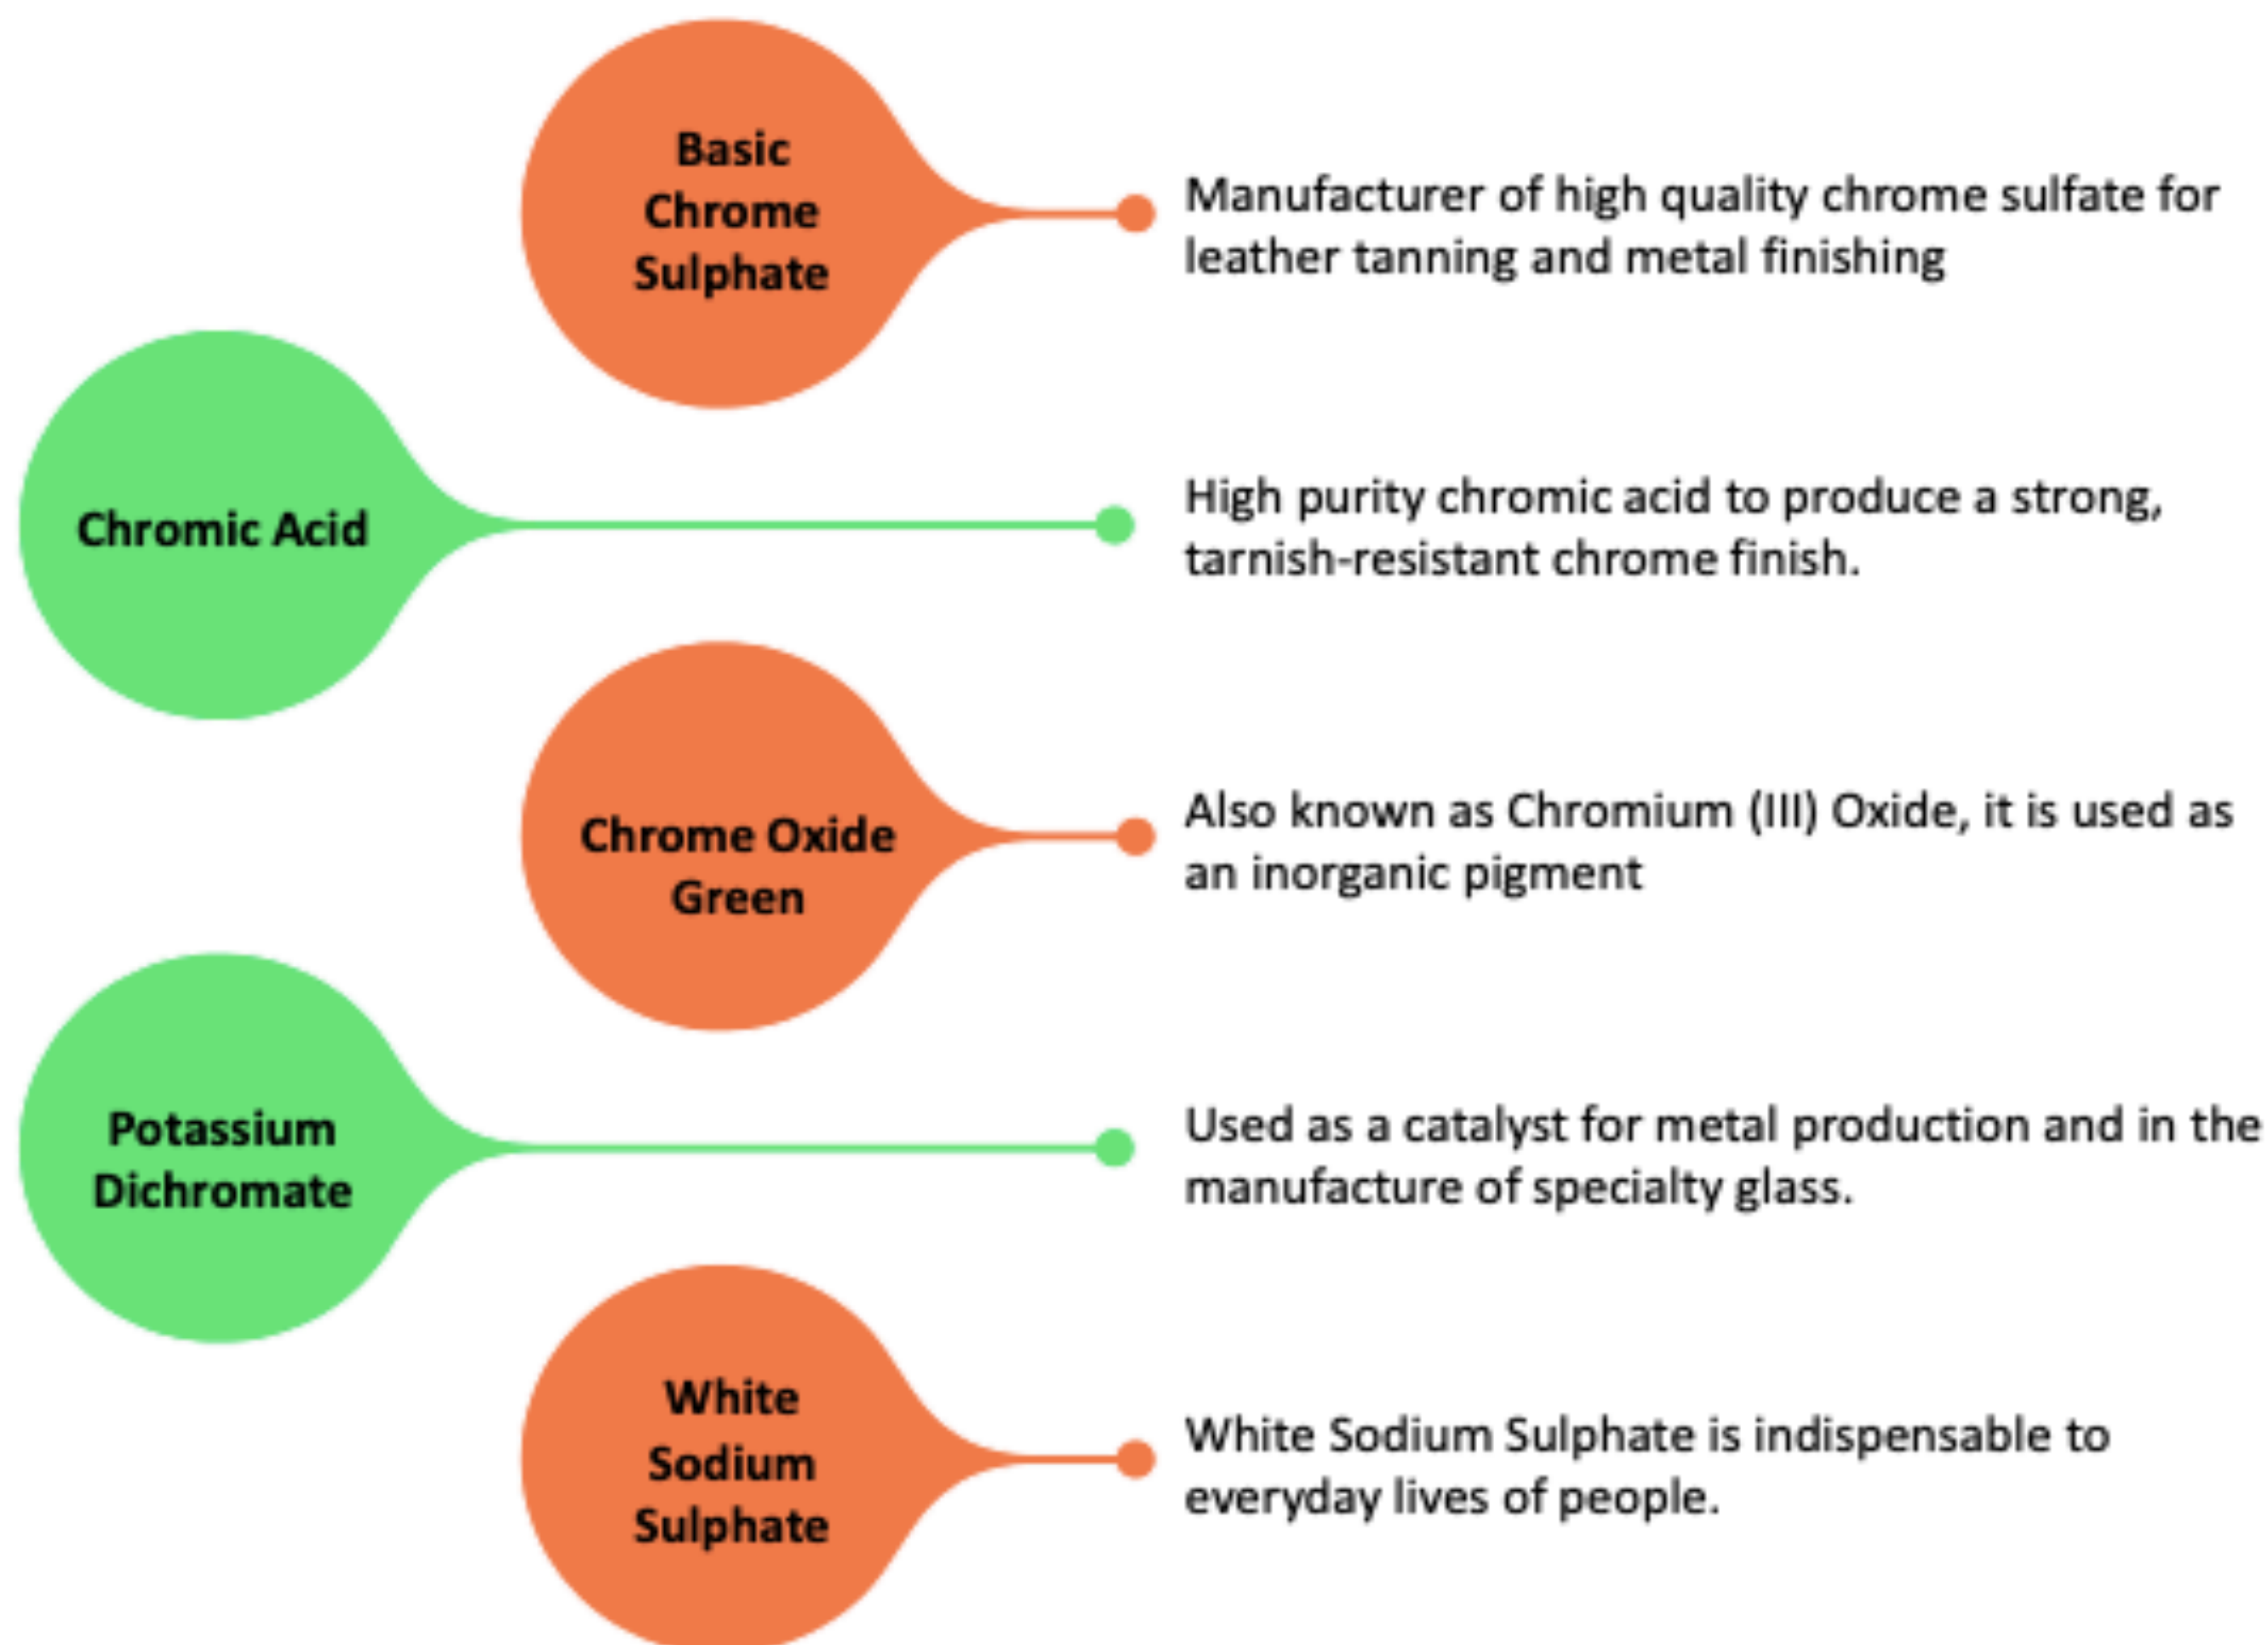 Basic
Chrome
Sulphate
Manufacturer of high quality chrome sulfate for
leather tanning and metal finishing
Chromic Acid
High purity chromic acid to produce a strong,
tarnish-resistant chrome finish.
Chrome Oxide
Green
Also known as Chromium (III) Oxide, it is used as
an inorganic pigment
Potassium
Dichromate
Used as a catalyst for metal production and in the
manufacture of specialty glass.
White
Sodium
Sulphate
White Sodium Sulphate is indispensable to
everyday lives of people.